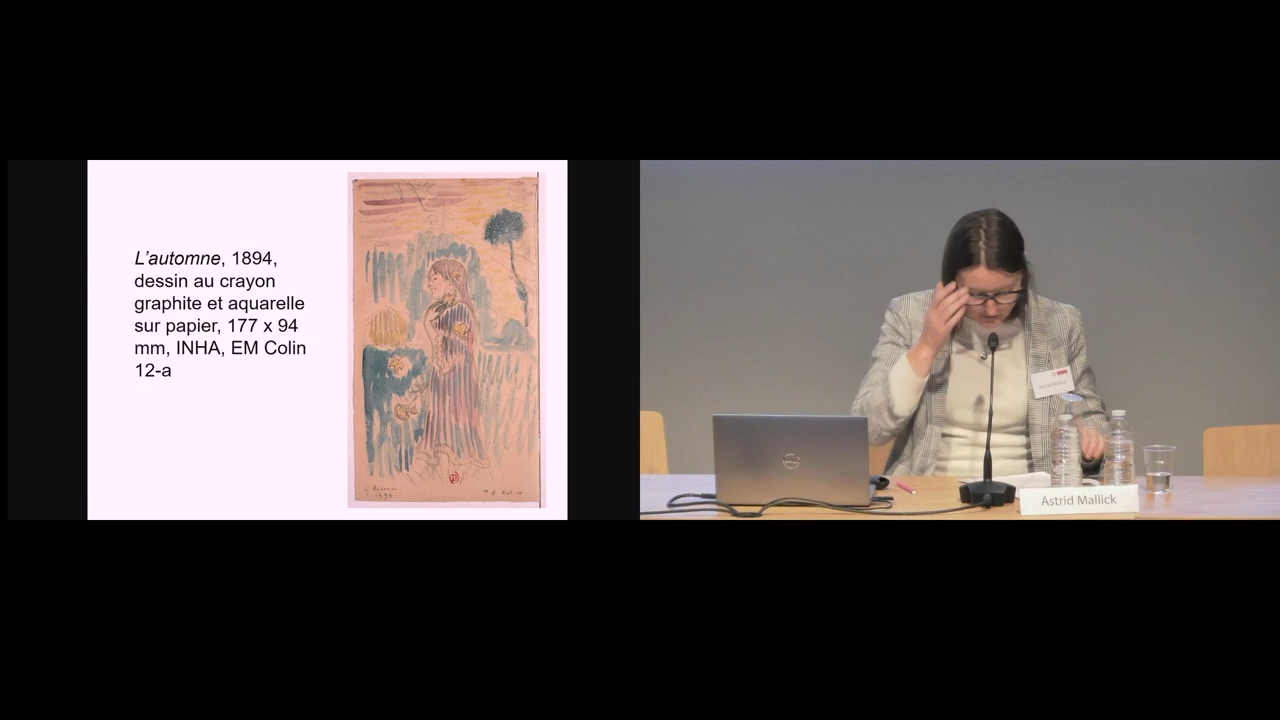 L'automne, 1894,
dessin au crayon
graphite et aquarelle
sur papier, 177 x 94
mm, INHA, EM Colin
12-a
1894
Astrid Mallick